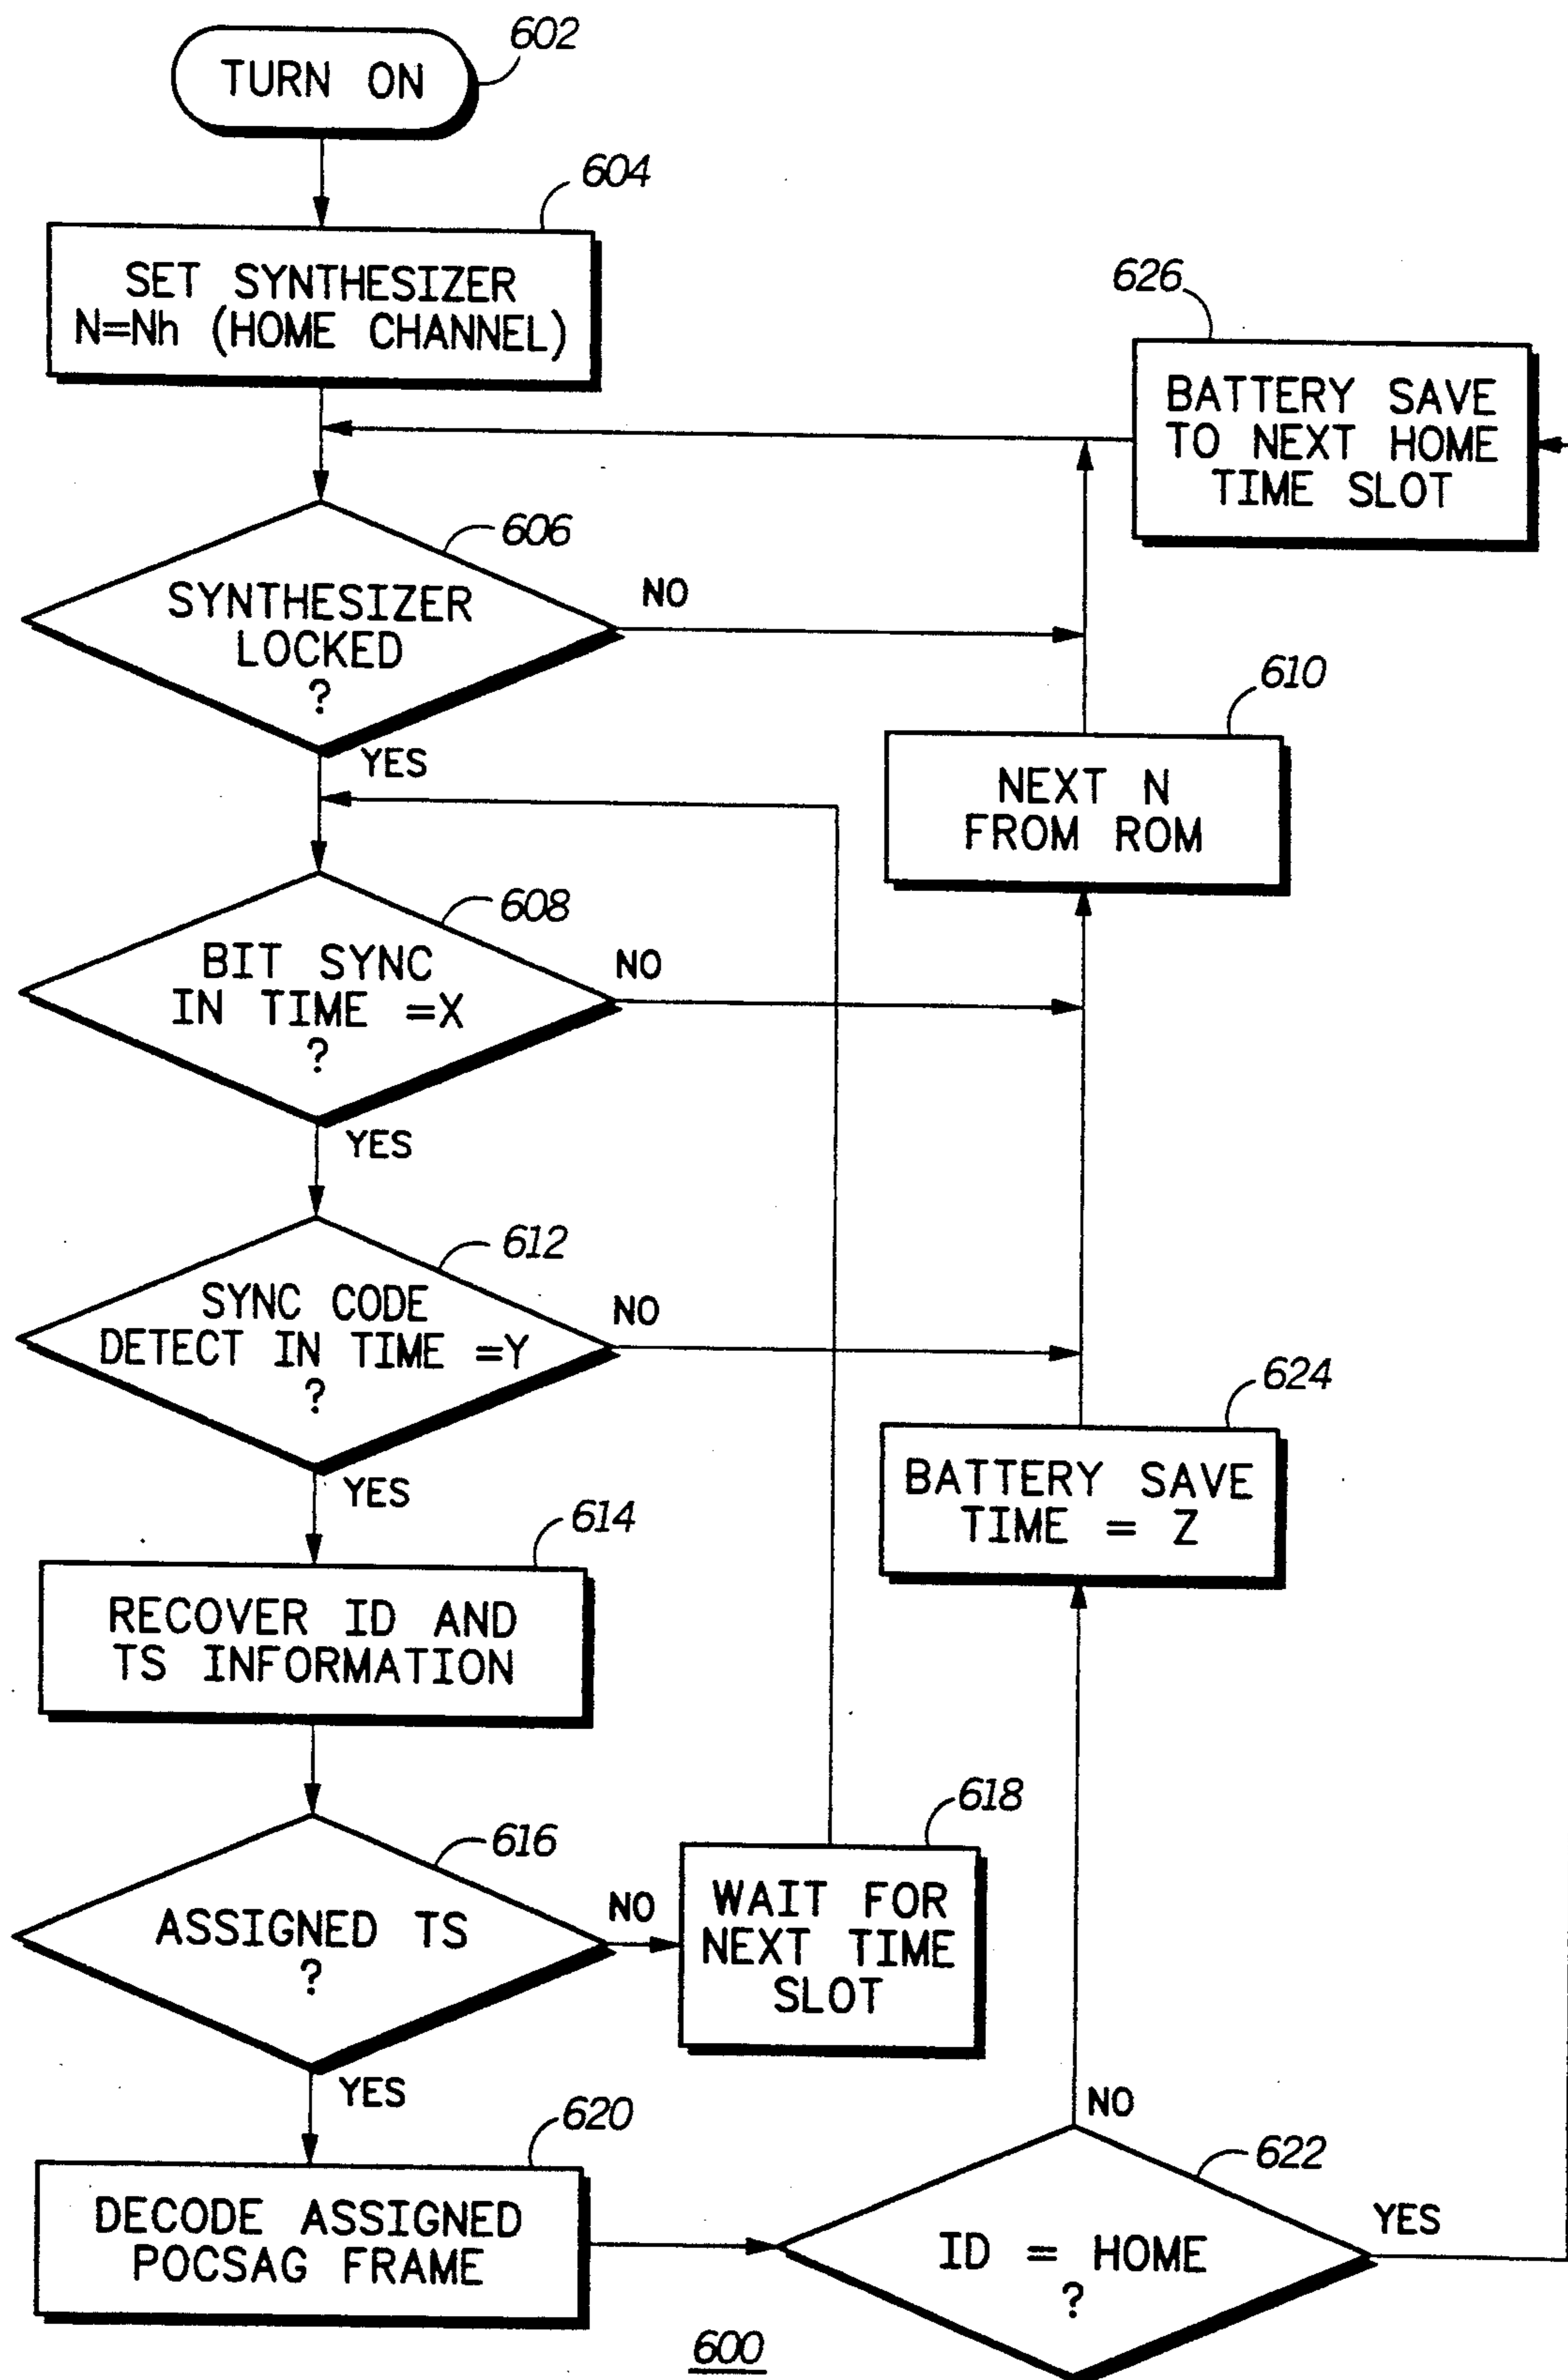 TURN ON
602
604
SET SYNTHESIZER
N=Nh (HOME CHANNEL)
626
BATTERY SAVE
TO NEXT HOME
TIME SLOT
606
SYNTHESIZER
LOCKED
?
NO
YES
610
NEXT N
FROM ROM
608
BIT SYNC
IN TIME =X
?
NO
YES
612
SYNC CODE
DETECT IN TIME =Y
?
NO
YES
624
BATTERY SAVE
TIME = Z
614
RECOVER ID AND
TS INFORMATION
616
ASSIGNED TS
?
NO
YES
618
WAIT FOR
NEXT TIME
SLOT
620
DECODE ASSIGNED
POCSAG FRAME
NO
622
ID = HOME
?
YES
600